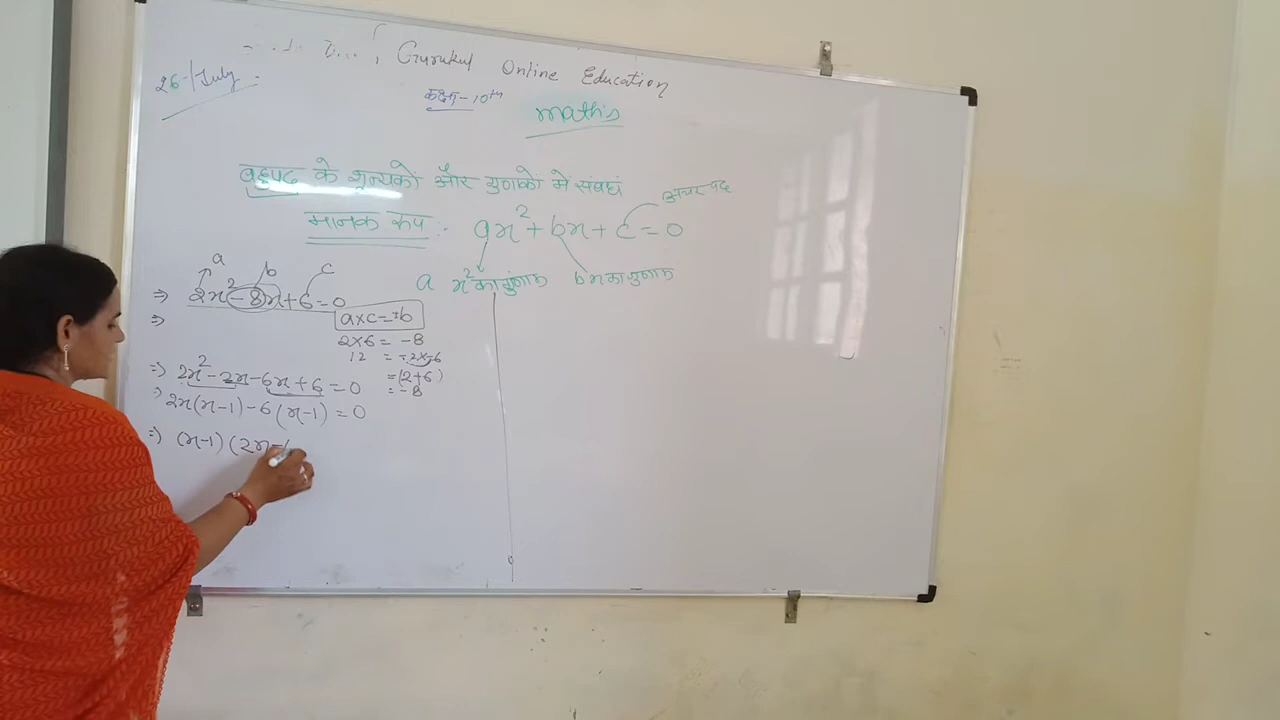 Gurukul Online Education
26/July
कक्षा-10th
maths
बहुपद के शून्यकों और गुणकों में संबंध
अचर पद
मानक रूप :- ax²+bx+c=0
a x² का गुणांक b x का गुणांक
a b c
⇒ 2x²-8x+6=0
⇒
a×c=±b
2×6=-8
12 = -2×-6
=(2+6)
=-8
⇒ 2x²-2x-6x+6=0
⇒ 2x(x-1)-6(x-1)=0
⇒ (x-1)(2x-